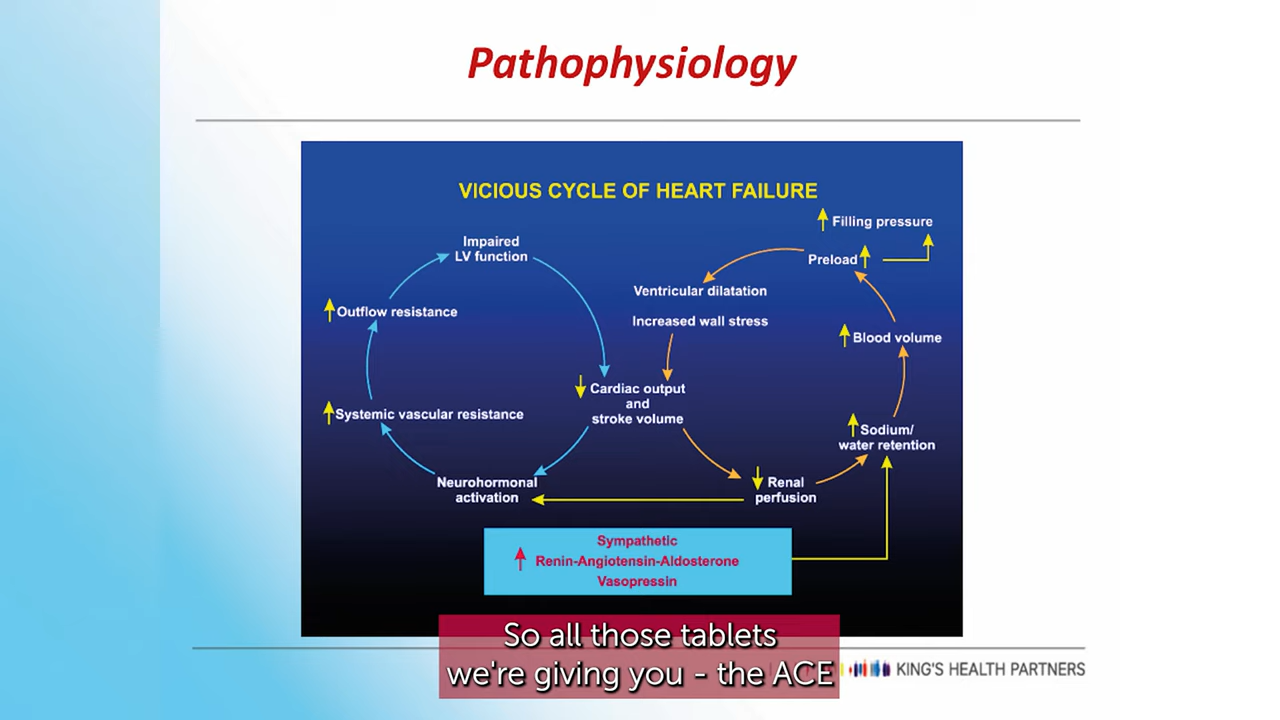 Pathophysiology
VICIOUS CYCLE OF HEART FAILURE
Filling pressure
Impaired
LV function
Preload
Ventricular dilatation
Outflow resistance
Increased wall stress
Blood volume
Cardiac output
and
stroke volume
Systemic vascular resistance
Sodium/
water retention
Neurohormonal
activation
Renal
perfusion
Sympathetic
Renin-Angiotensin-Aldosterone
Vasopressin
So all those tablets
we're giving you - the ACE
KING'S HEALTH PARTNERS